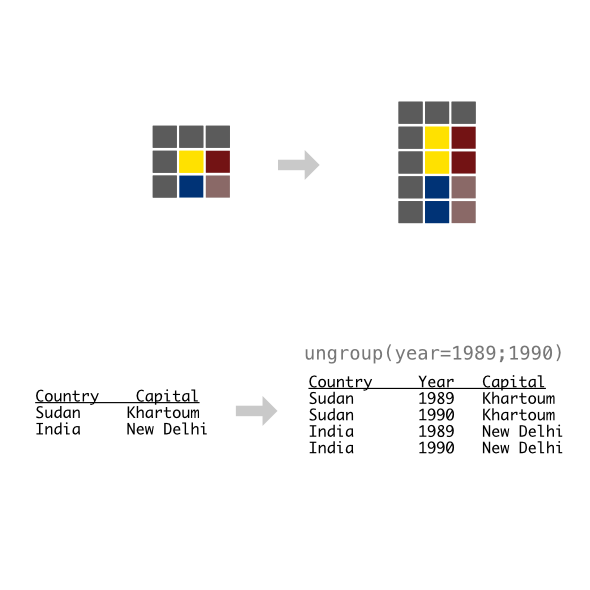 ungroup(year=1989;1990)
Country Capital
Sudan Khartoum
India New Delhi
Country Year Capital
Sudan 1989 Khartoum
Sudan 1990 Khartoum
India 1989 New Delhi
India 1990 New Delhi